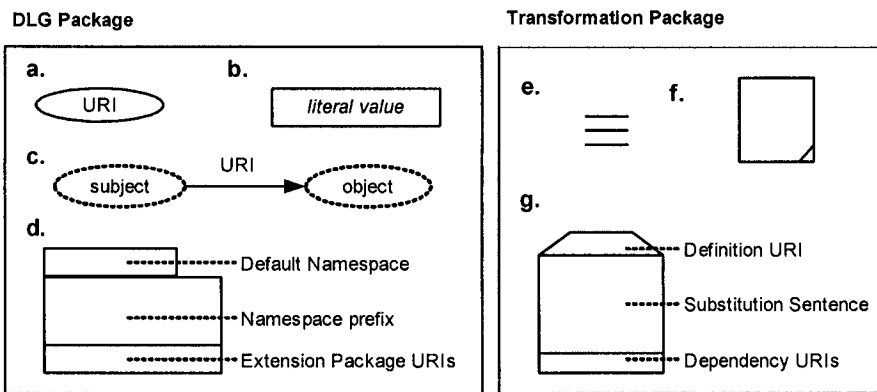 DLG Package
a.
URI
b.
literal value
c.
URI
subject
object
d.
Default Namespace
Namespace prefix
Extension Package URIs
Transformation Package
e.
f.
g.
Definition URI
Substitution Sentence
Dependency URIs